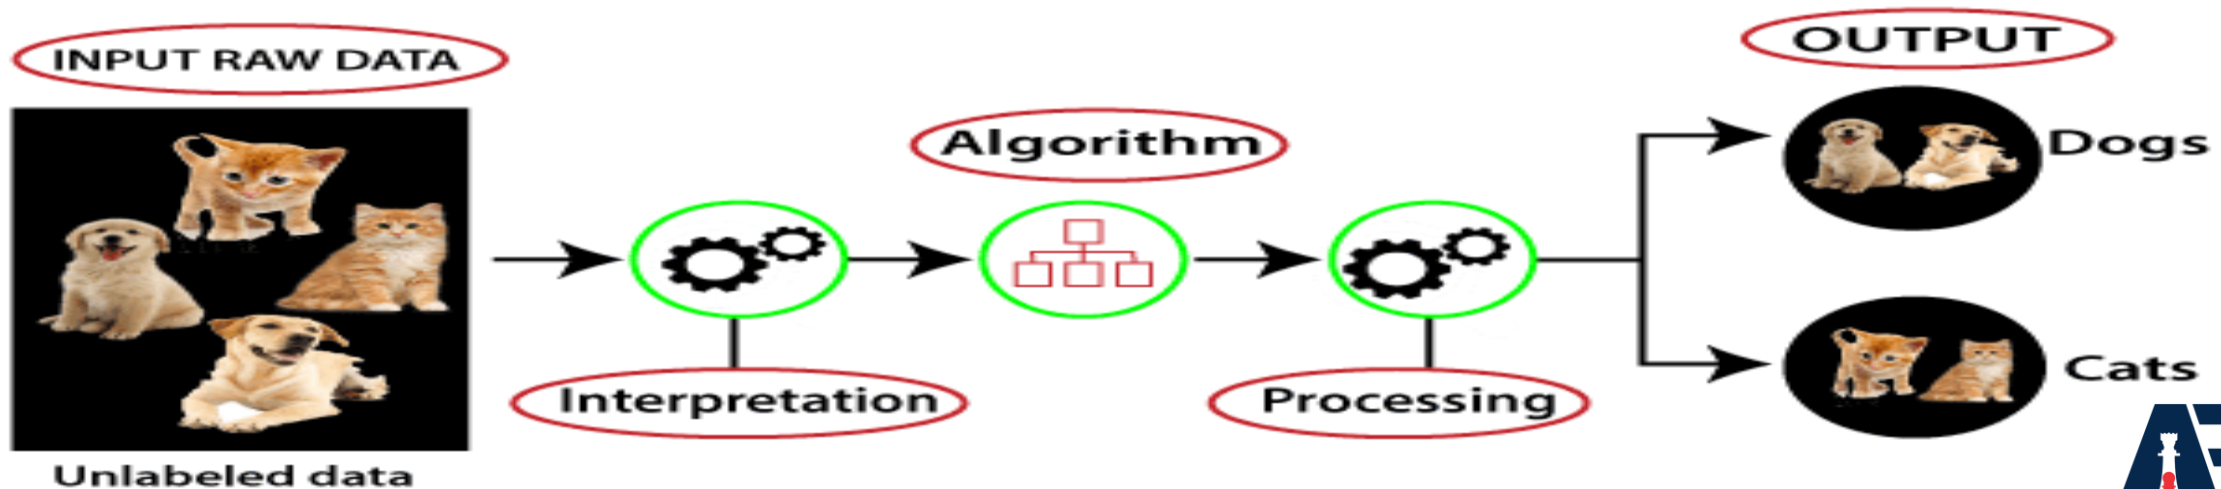 INPUT RAW DATA
Unlabeled data
Interpretation
Algorithm
Processing
OUTPUT
Dogs
Cats